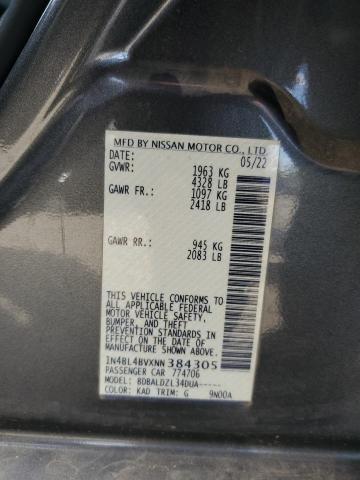 MFD BY NISSAN MOTOR CO., LTD
DATE: 05/22
GVWR: 1963 KG
4328 LB
GAWR FR.: 1097 KG
2418 LB
GAWR RR.: 945 KG
2083 LB
THIS VEHICLE CONFORMS TO
ALL APPLICABLE FEDERAL
MOTOR VEHICLE SAFETY,
BUMPER, AND THEFT
PREVENTION STANDARDS IN
EFFECT ON THE DATE OF
MANUFACTURE SHOWN ABOVE.
1N4BL4BVXNN384305
PASSENGER CAR 774706
MODEL: BDBALDZL34DUA-----
COLOR: KAD TRIM: G 9N00A